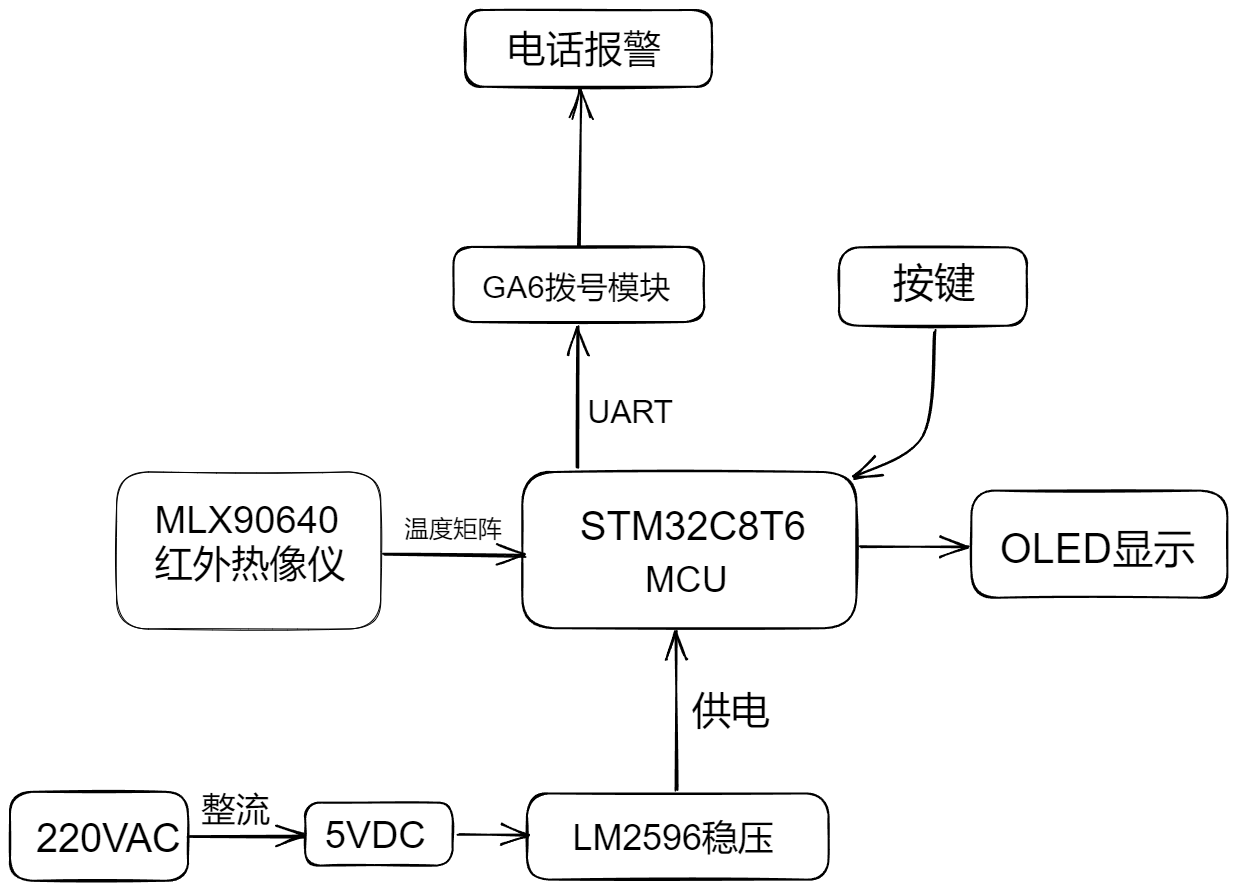 电话报警
GA6拨号模块
按键
UART
MLX90640
红外热像仪
温度矩阵
STM32C8T6
MCU
OLED显示
供电
220VAC
整流
5VDC
LM2596稳压